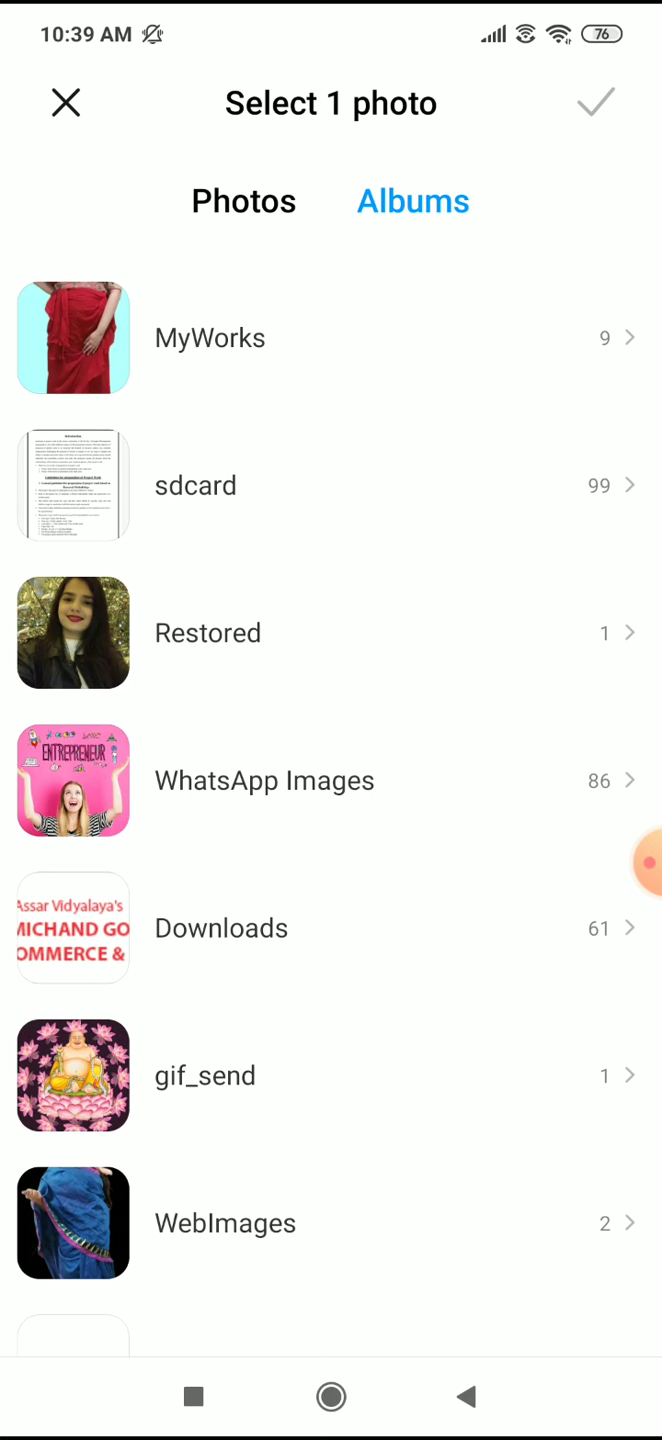 10:39 AM 76
Select 1 photo
Photos Albums
MyWorks 9
sdcard 99
Introduction
Restored 1
ENTREPRENEUR
WhatsApp Images 86
Assar Vidyalaya's
MICHAND GO
OMMERCE &
Downloads 61
gif_send 1
WebImages 2